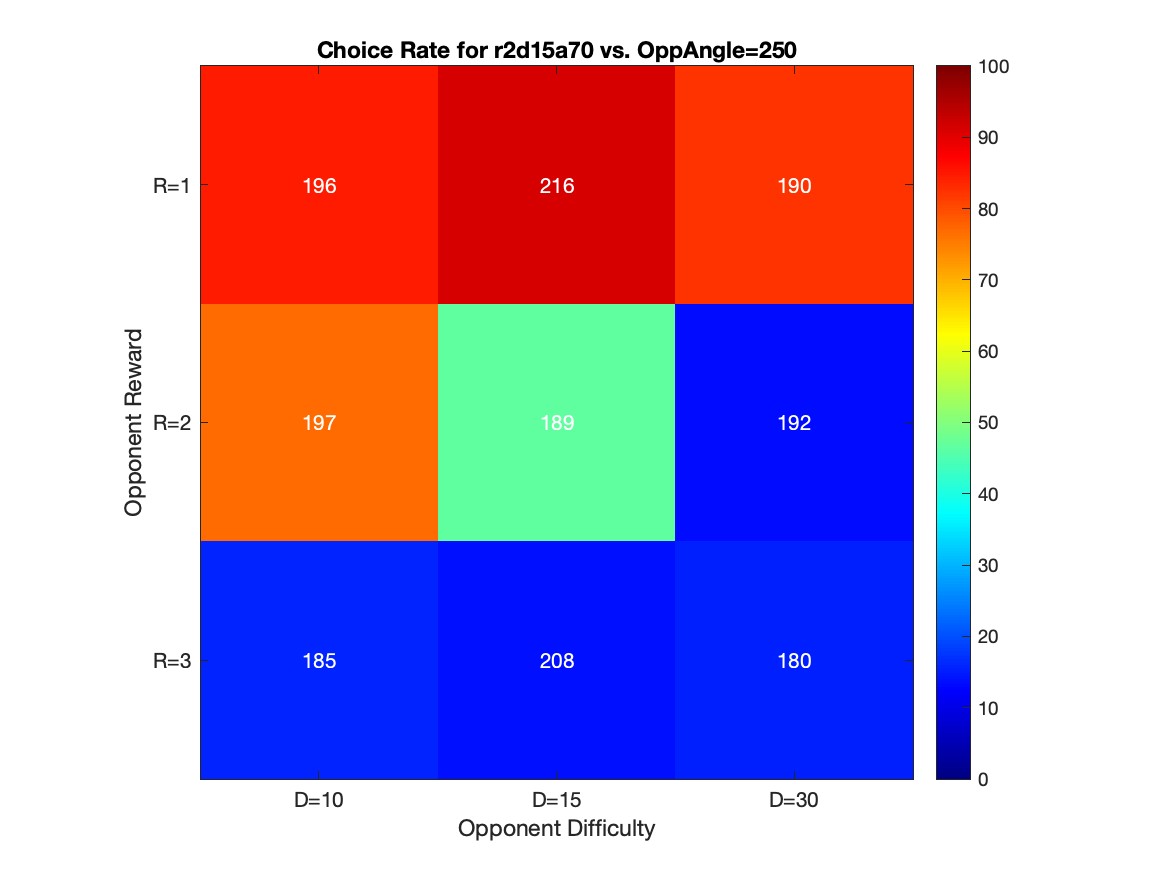 Choice Rate for r2d15a70 vs. OppAngle=250
100
90
80
70
60
50
40
30
20
10
0
Opponent Reward
R=1
196
216
190
R=2
197
189
192
R=3
185
208
180
D=10
D=15
D=30
Opponent Difficulty